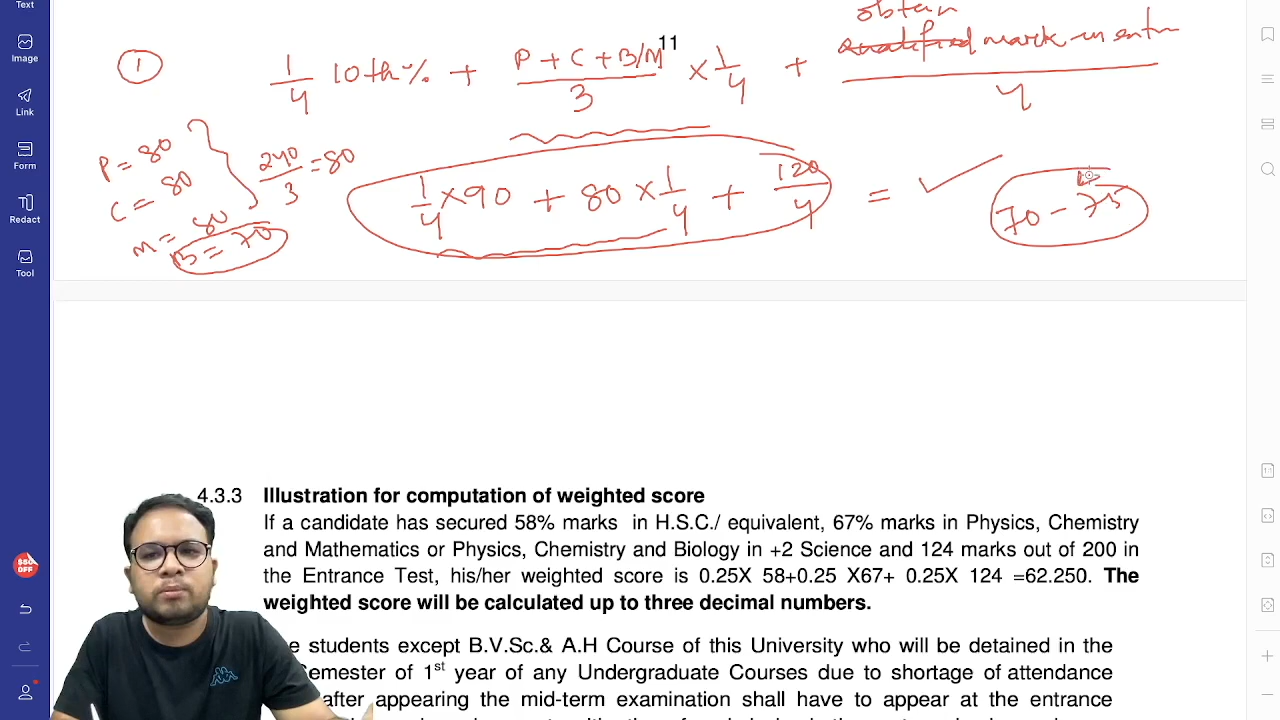 Text
Image
Link
Form
Redact
Tool
$80
OFF
11
obtain
qualified mark in entr
① 1/4 10th% + P + C + B/M / 3 × 1/4 + / 4
P = 80
C = 80
M = 80
B = 70
240/3 = 80
1/4 × 90 + 80 × 1/4 + 120/4 =
70 - 75
4.3.3 Illustration for computation of weighted score
If a candidate has secured 58% marks in H.S.C./ equivalent, 67% marks in Physics, Chemistry
and Mathematics or Physics, Chemistry and Biology in +2 Science and 124 marks out of 200 in
the Entrance Test, his/her weighted score is 0.25X 58+0.25 X67+ 0.25X 124 =62.250. The
weighted score will be calculated up to three decimal numbers.
e students except B.V.Sc.& A.H Course of this University who will be detained in the
emester of 1st year of any Undergraduate Courses due to shortage of attendance
after appearing the mid-term examination shall have to appear at the entrance